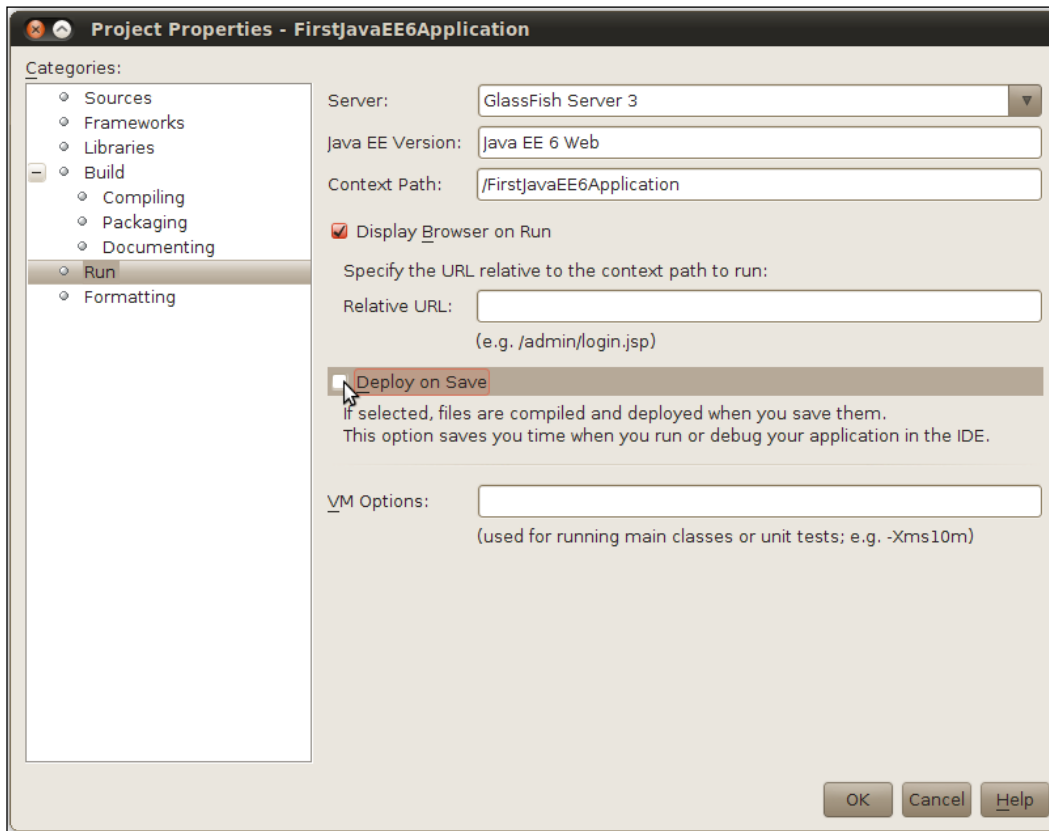 Project Properties - FirstJavaEE6Application
Categories:
Sources
Frameworks
Libraries
Build
Compiling
Packaging
Documenting
Run
Formatting
Server: GlassFish Server 3
Java EE Version: Java EE 6 Web
Context Path: /FirstJavaEE6Application
Display Browser on Run
Specify the URL relative to the context path to run:
Relative URL:
(e.g. /admin/login.jsp)
Deploy on Save
If selected, files are compiled and deployed when you save them.
This option saves you time when you run or debug your application in the IDE.
VM Options:
(used for running main classes or unit tests; e.g. -Xms10m)
OK Cancel Help